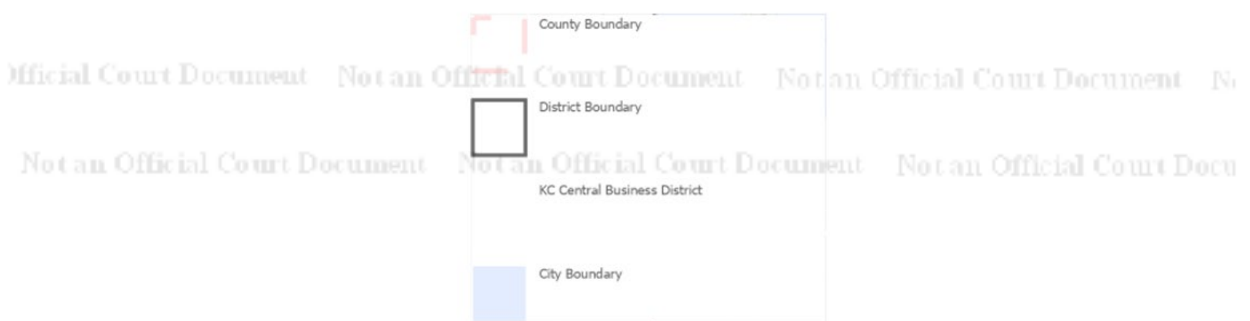 County Boundary
Official Court Document Not an Official Court Document Not an Official Court Document
District Boundary
Not an Official Court Document Not an Official Court Document Not an Official Court
KC Central Business District
City Boundary